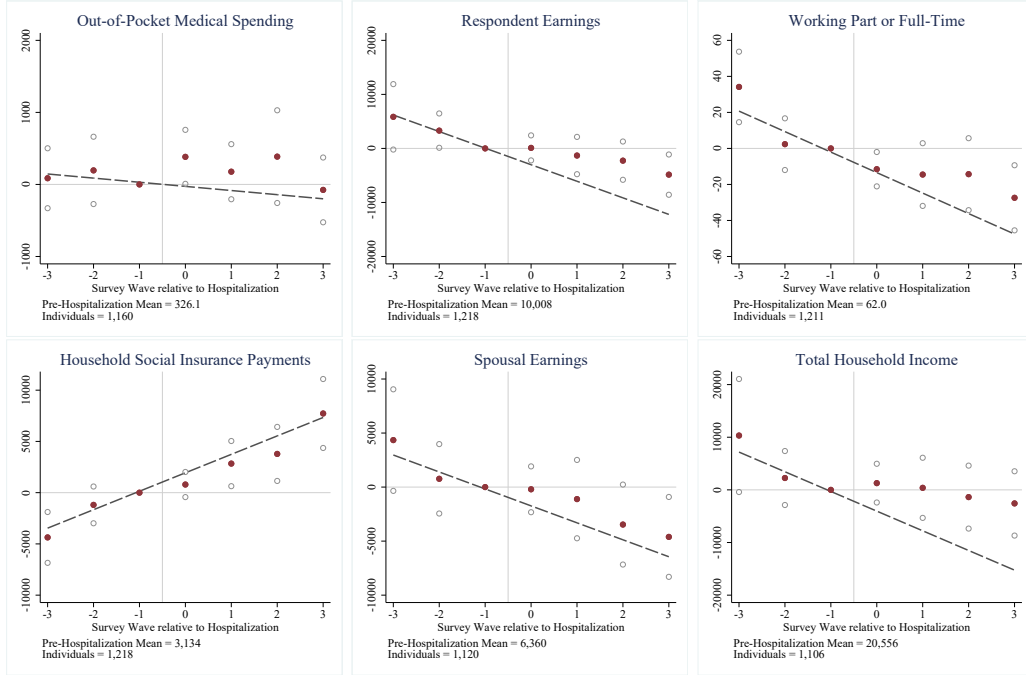 Out-of-Pocket Medical Spending
2000
1000
0
-1000
-3 -2 -1 0 1 2 3
Survey Wave relative to Hospitalization
Pre-Hospitalization Mean = 326.1
Individuals = 1,160
Respondent Earnings
20000
10000
0
-10000
-20000
-3 -2 -1 0 1 2 3
Survey Wave relative to Hospitalization
Pre-Hospitalization Mean = 10,008
Individuals = 1,218
Working Part or Full-Time
60
40
20
0
-20
-40
-60
-3 -2 -1 0 1 2 3
Survey Wave relative to Hospitalization
Pre-Hospitalization Mean = 62.0
Individuals = 1,211
Household Social Insurance Payments
10000
5000
0
-5000
-10000
-3 -2 -1 0 1 2 3
Survey Wave relative to Hospitalization
Pre-Hospitalization Mean = 3,134
Individuals = 1,218
Spousal Earnings
10000
5000
0
-5000
-10000
-3 -2 -1 0 1 2 3
Survey Wave relative to Hospitalization
Pre-Hospitalization Mean = 6,360
Individuals = 1,120
Total Household Income
20000
10000
0
-10000
-20000
-3 -2 -1 0 1 2 3
Survey Wave relative to Hospitalization
Pre-Hospitalization Mean = 20,556
Individuals = 1,106